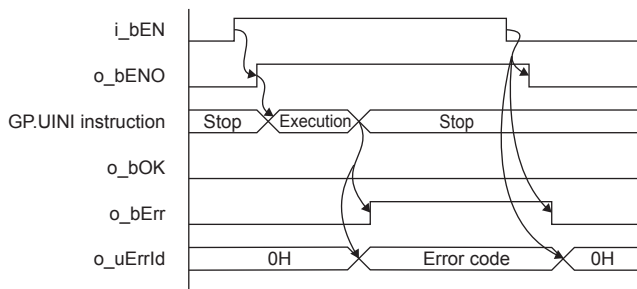 i_bEN
o_bENO
GP.UINI instruction Stop Execution Stop
o_bOK
o_bErr
o_uErrId 0H Error code 0H